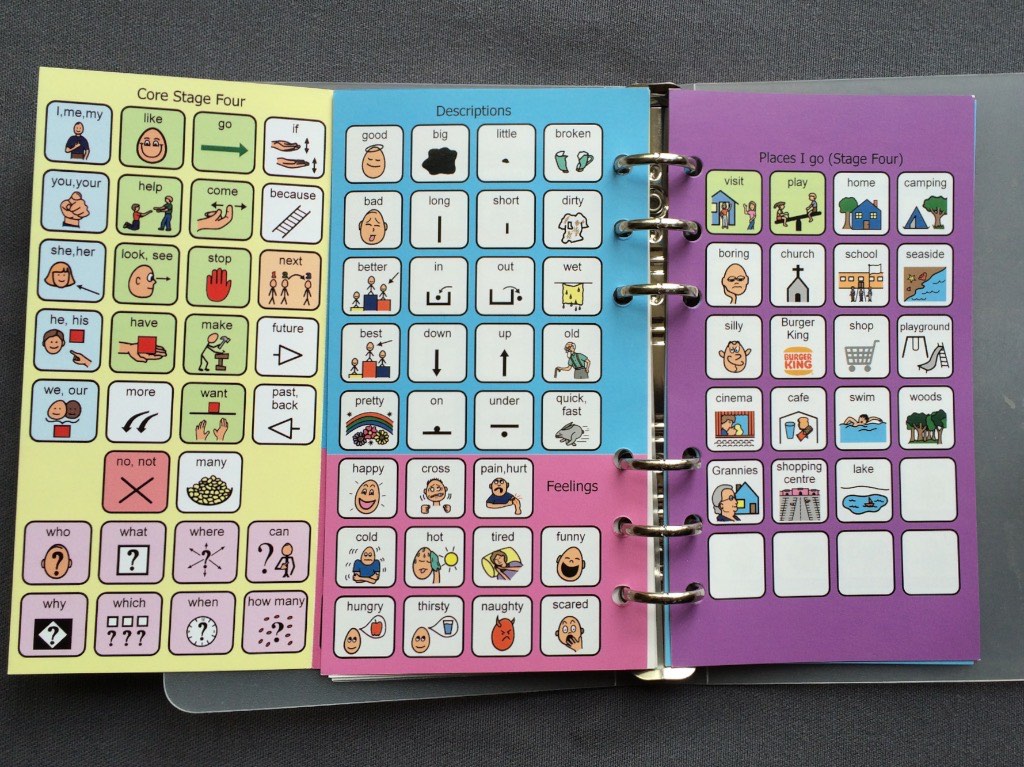 Core Stage Four
I,me,my like go if
you,your help come because
she,her look, see stop next
he, his have make future
we, our more want past, back
no, not many
who what where can
? ? ? ?
why which when how many
? ? ? ? ? ?
Descriptions
good big little broken
bad long short dirty
better in out wet
best down up old
pretty on under quick, fast
happy cross pain,hurt
Feelings
cold hot tired funny
hungry thirsty naughty scared
Places I go (Stage Four)
visit play home camping
boring church school seaside
silly Burger King shop playground
BURGER KING
cinema cafe swim woods
Grannies shopping centre lake